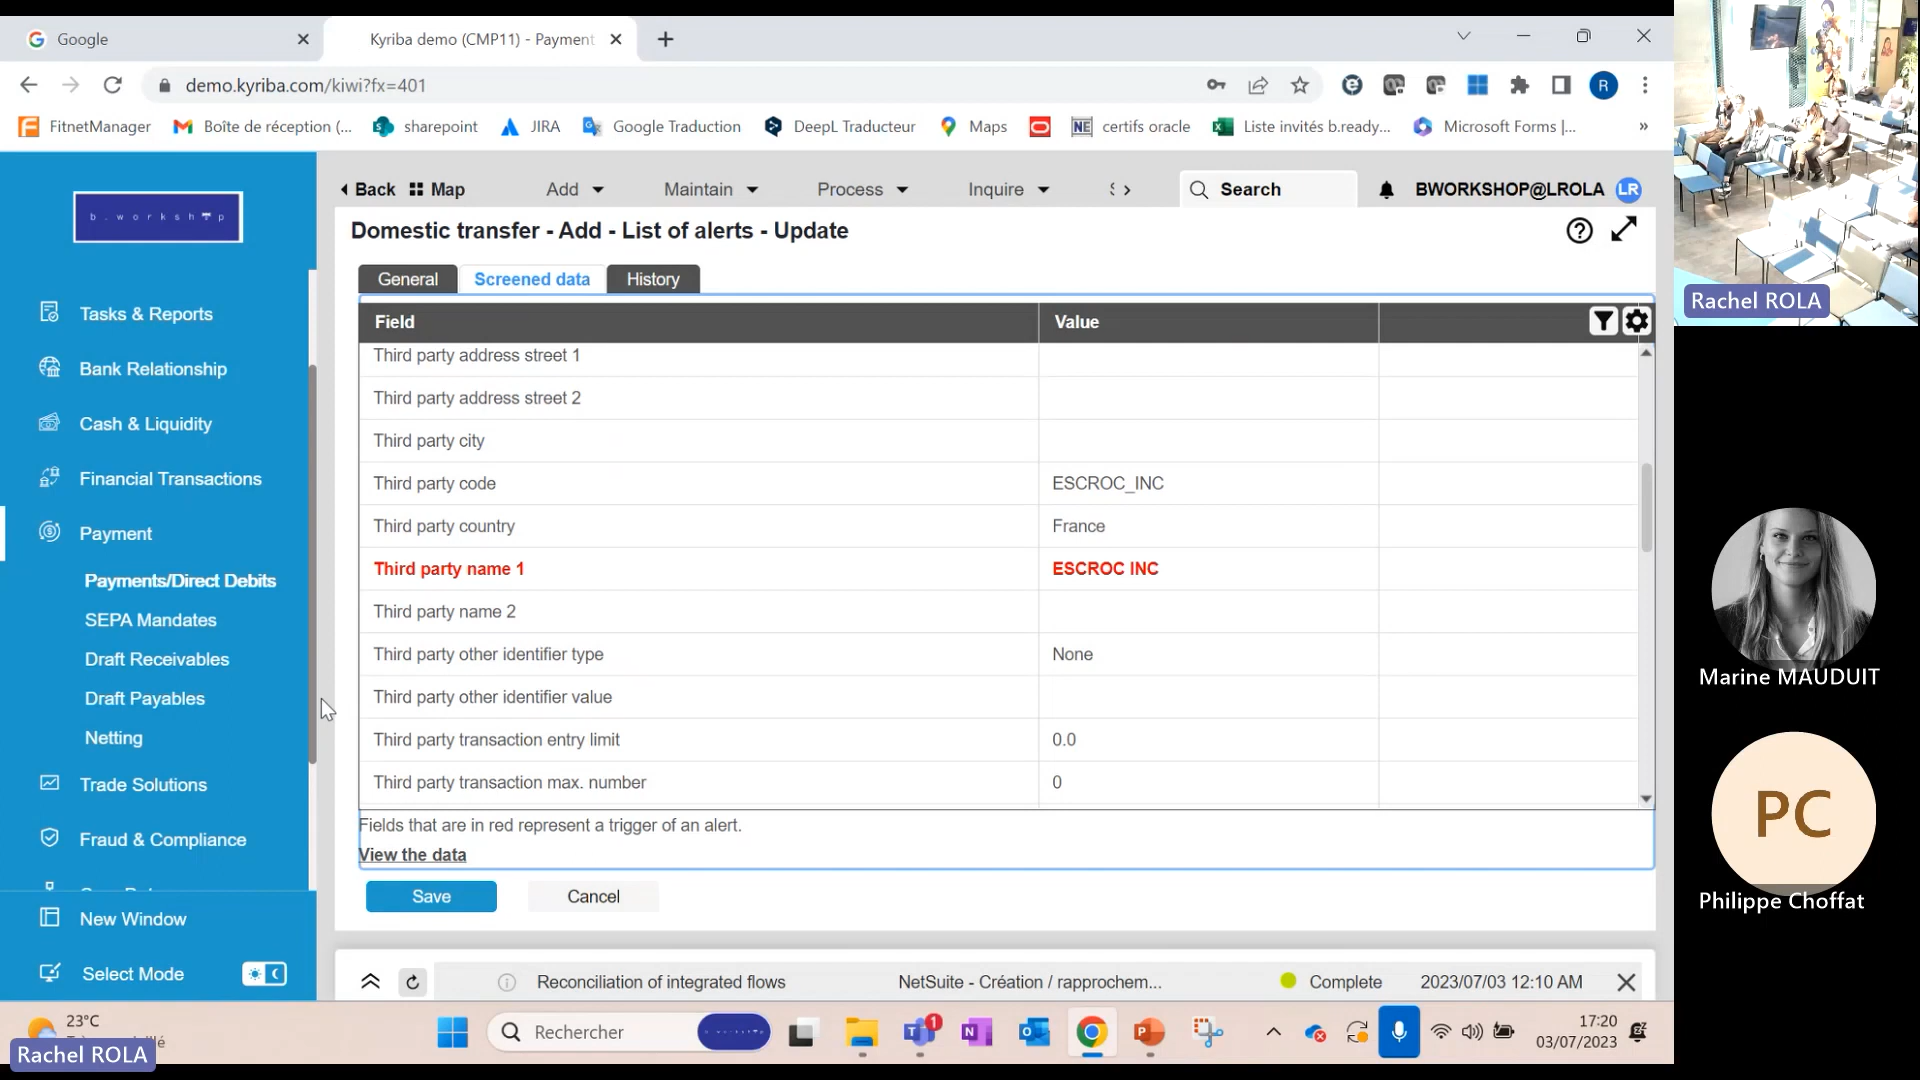 Google
Kyriba demo (CMP11) - Payment
demo.kyriba.com/kiwi?fx=401
R
FitnetManager
Boîte de réception (...
sharepoint
JIRA
Google Traduction
DeepL Traducteur
Maps
NE certifs oracle
Liste invités b.ready...
Microsoft Forms |...
»
b.workshop
Back
Map
Add
Maintain
Process
Inquire
Search
BWORKSHOP@LROLA
LR
Domestic transfer - Add - List of alerts - Update
General
Screened data
History
Field
Value
Third party address street 1
Third party address street 2
Third party city
Third party code ESCROC_INC
Third party country France
Third party name 1 ESCROC INC
Third party name 2
Third party other identifier type None
Third party other identifier value
Third party transaction entry limit 0.0
Third party transaction max. number 0
Fields that are in red represent a trigger of an alert.
View the data
Save
Cancel
Tasks & Reports
Bank Relationship
Cash & Liquidity
Financial Transactions
Payment
Payments/Direct Debits
SEPA Mandates
Draft Receivables
Draft Payables
Netting
Trade Solutions
Fraud & Compliance
New Window
Select Mode
Reconciliation of integrated flows
NetSuite - Création / rapprochem...
Complete
2023/07/03 12:10 AM
23°C
Rechercher
1
17:20
03/07/2023
Rachel ROLA
Rachel ROLA
Marine MAUDUIT
PC
Philippe Choffat